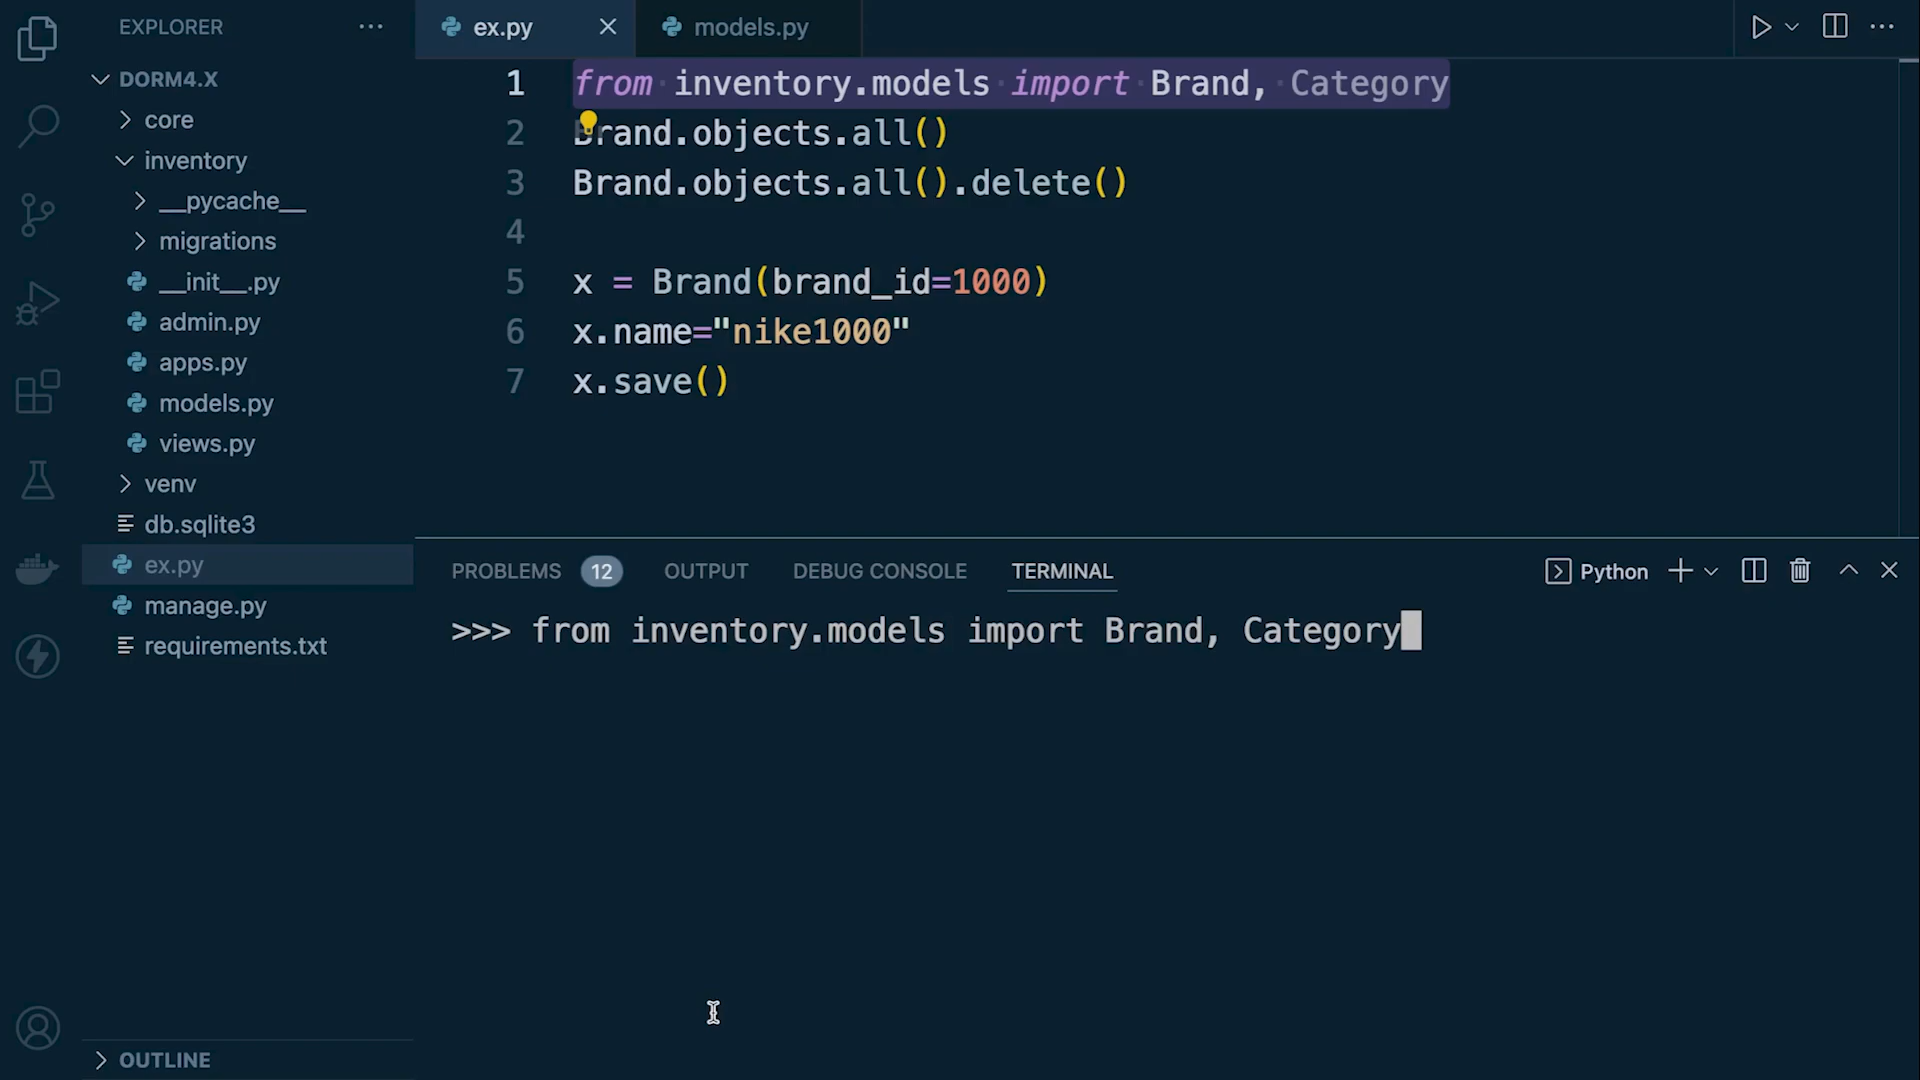 EXPLORER
DORM4.X
core
inventory
__pycache__
migrations
__init__.py
admin.py
apps.py
models.py
views.py
venv
db.sqlite3
ex.py
manage.py
requirements.txt
OUTLINE
ex.py
models.py
1 from inventory.models import Brand, Category
2 Brand.objects.all()
3 Brand.objects.all().delete()
4
5 x = Brand(brand_id=1000)
6 x.name="nike1000"
7 x.save()
PROBLEMS 12 OUTPUT DEBUG CONSOLE TERMINAL
Python
>>> from inventory.models import Brand, Category